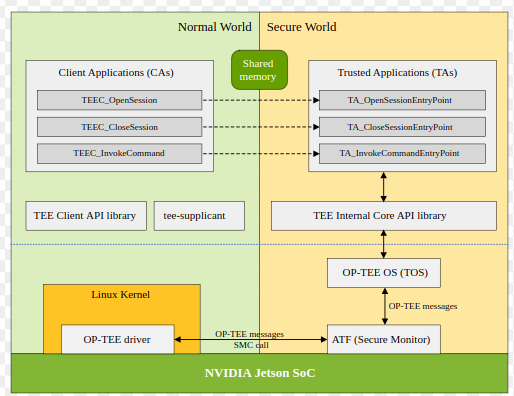 Normal World
Secure World
Shared
memory
Client Applications (CAs)
Trusted Applications (TAs)
TEEC_OpenSession
TA_OpenSessionEntryPoint
TEEC_CloseSession
TA_CloseSessionEntryPoint
TEEC_InvokeCommand
TA_InvokeCommandEntryPoint
TEE Client API library
tee-supplicant
TEE Internal Core API library
OP-TEE OS (TOS)
Linux Kernel
OP-TEE messages
OP-TEE driver
OP-TEE messages
SMC call
ATF (Secure Monitor)
NVIDIA Jetson SoC